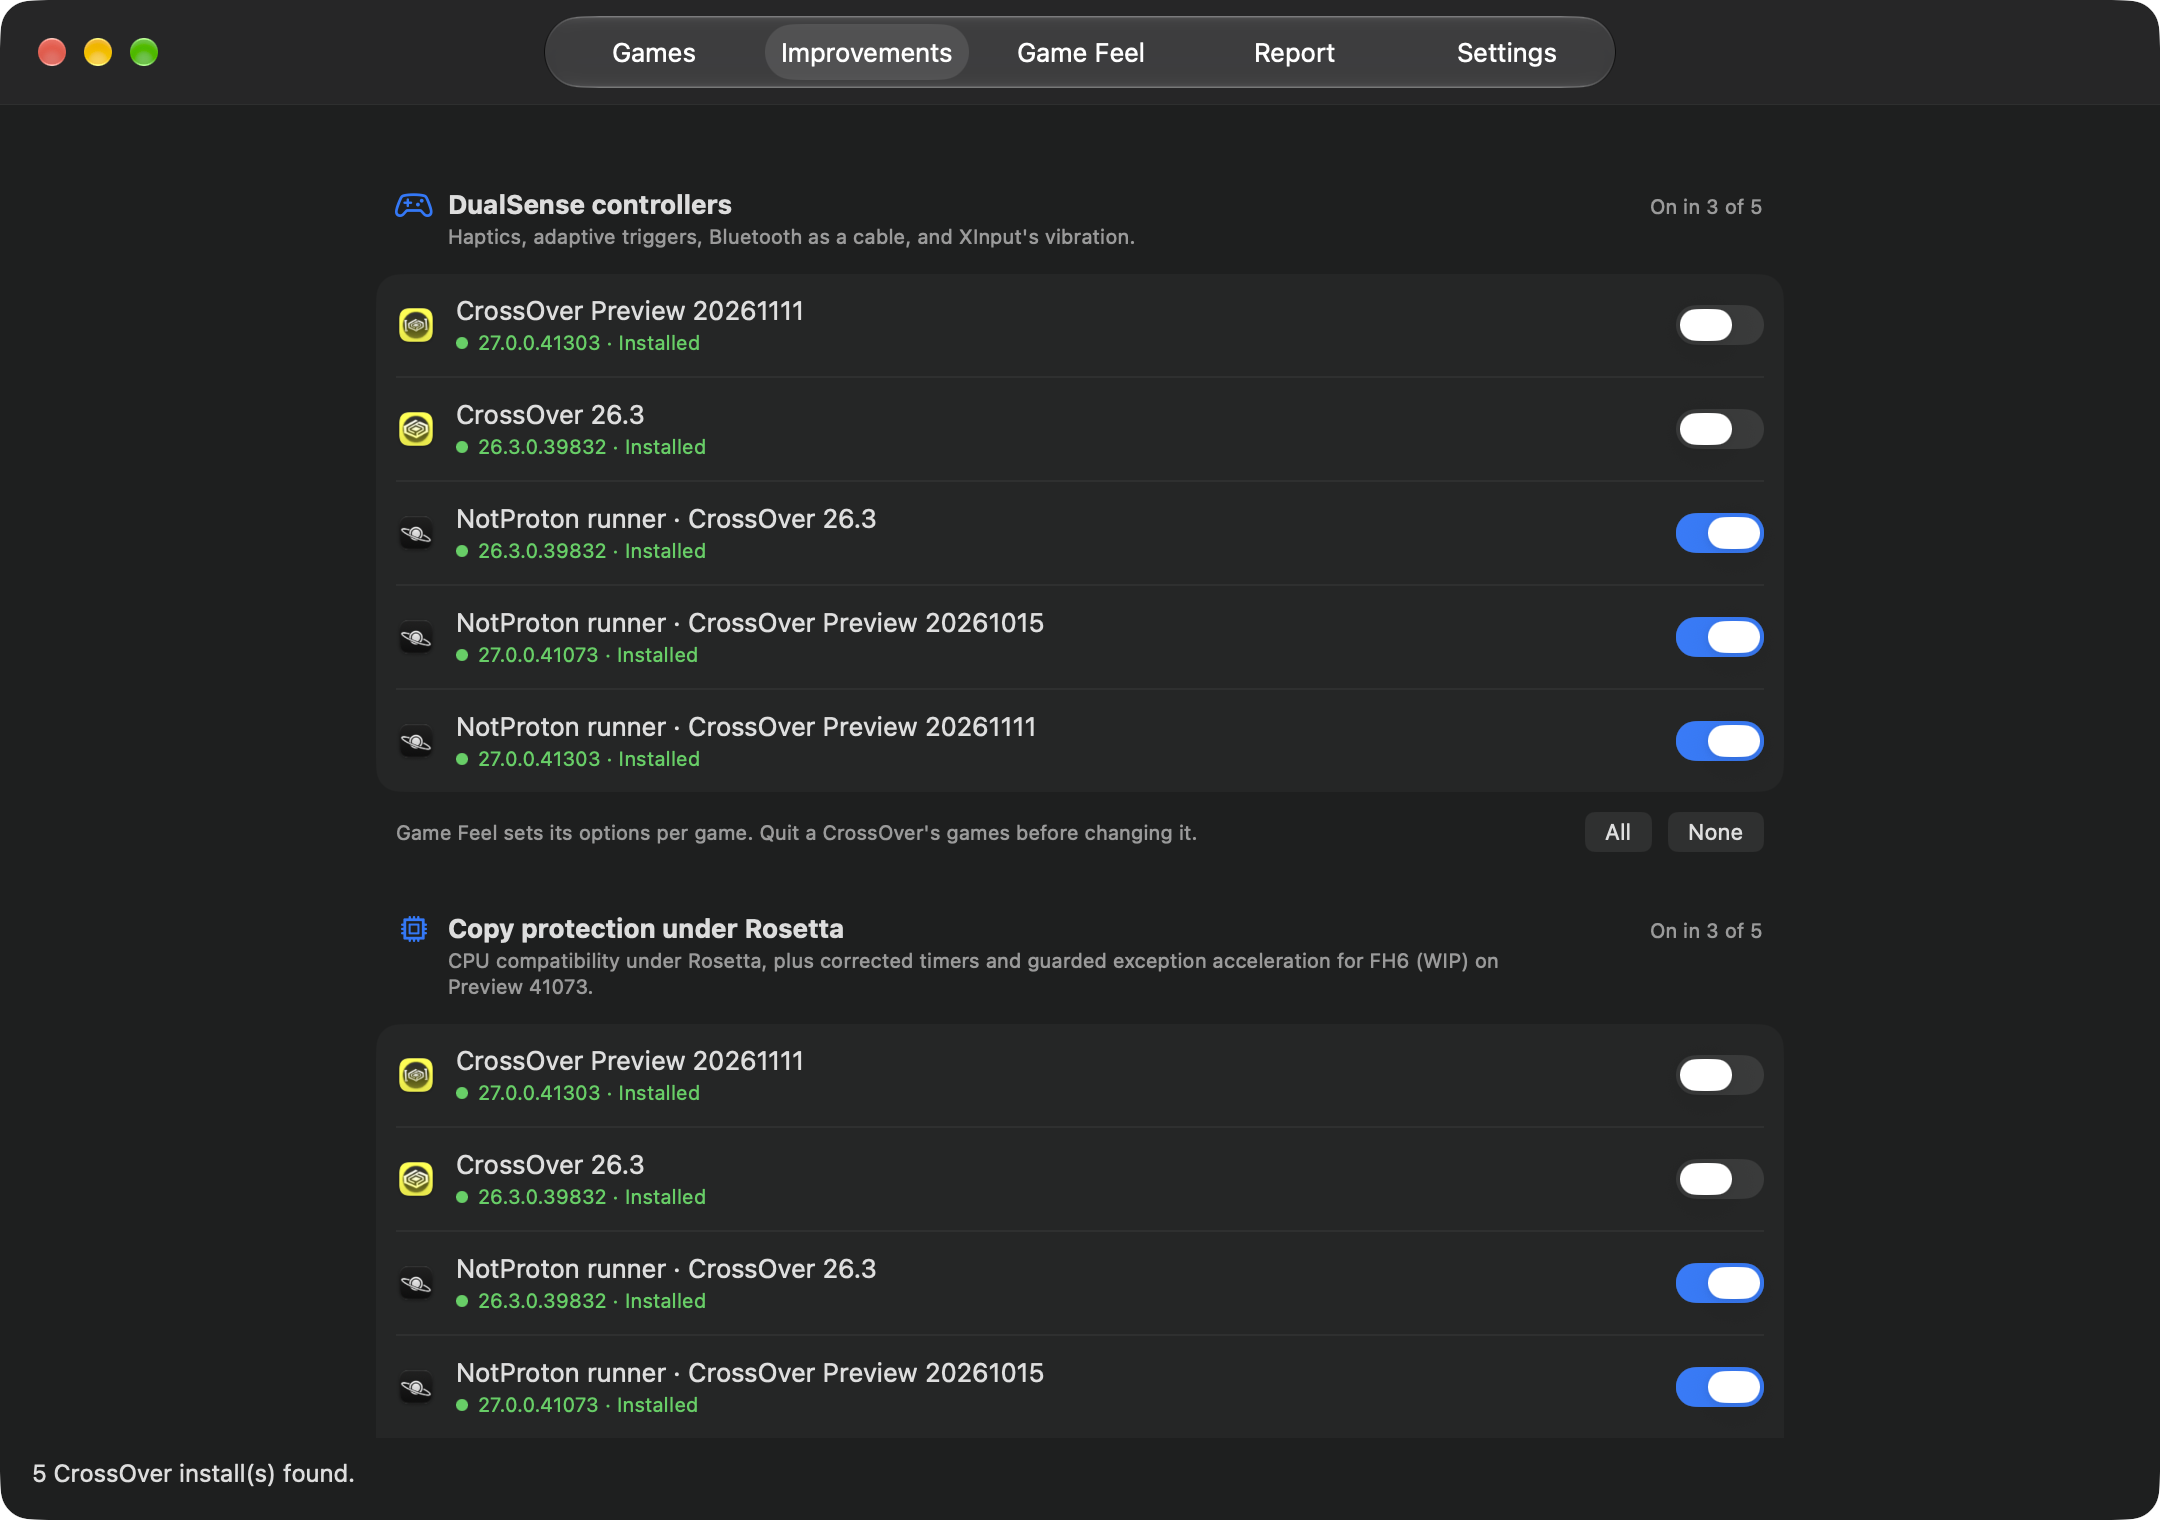 Games
Improvements
Game Feel
Report
Settings
DualSense controllers
On in 3 of 5
Haptics, adaptive triggers, Bluetooth as a cable, and XInput's vibration.
CrossOver Preview 20261111
27.0.0.41303 · Installed
CrossOver 26.3
26.3.0.39832 · Installed
NotProton runner · CrossOver 26.3
26.3.0.39832 · Installed
NotProton runner · CrossOver Preview 20261015
27.0.0.41073 · Installed
NotProton runner · CrossOver Preview 20261111
27.0.0.41303 · Installed
Game Feel sets its options per game. Quit a CrossOver's games before changing it.
All
None
Copy protection under Rosetta
On in 3 of 5
CPU compatibility under Rosetta, plus corrected timers and guarded exception acceleration for FH6 (WIP) on
Preview 41073.
CrossOver Preview 20261111
27.0.0.41303 · Installed
CrossOver 26.3
26.3.0.39832 · Installed
NotProton runner · CrossOver 26.3
26.3.0.39832 · Installed
NotProton runner · CrossOver Preview 20261015
27.0.0.41073 · Installed
5 CrossOver install(s) found.